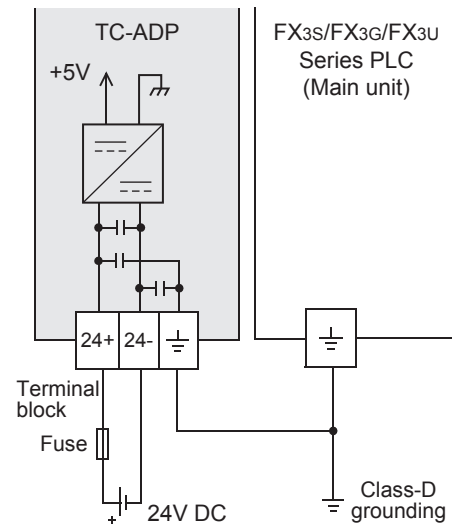 TC-ADP
FX3S/FX3G/FX3U
Series PLC
(Main unit)
+5V
24+ 24-
Terminal
block
Fuse
+
24V DC
Class-D
grounding